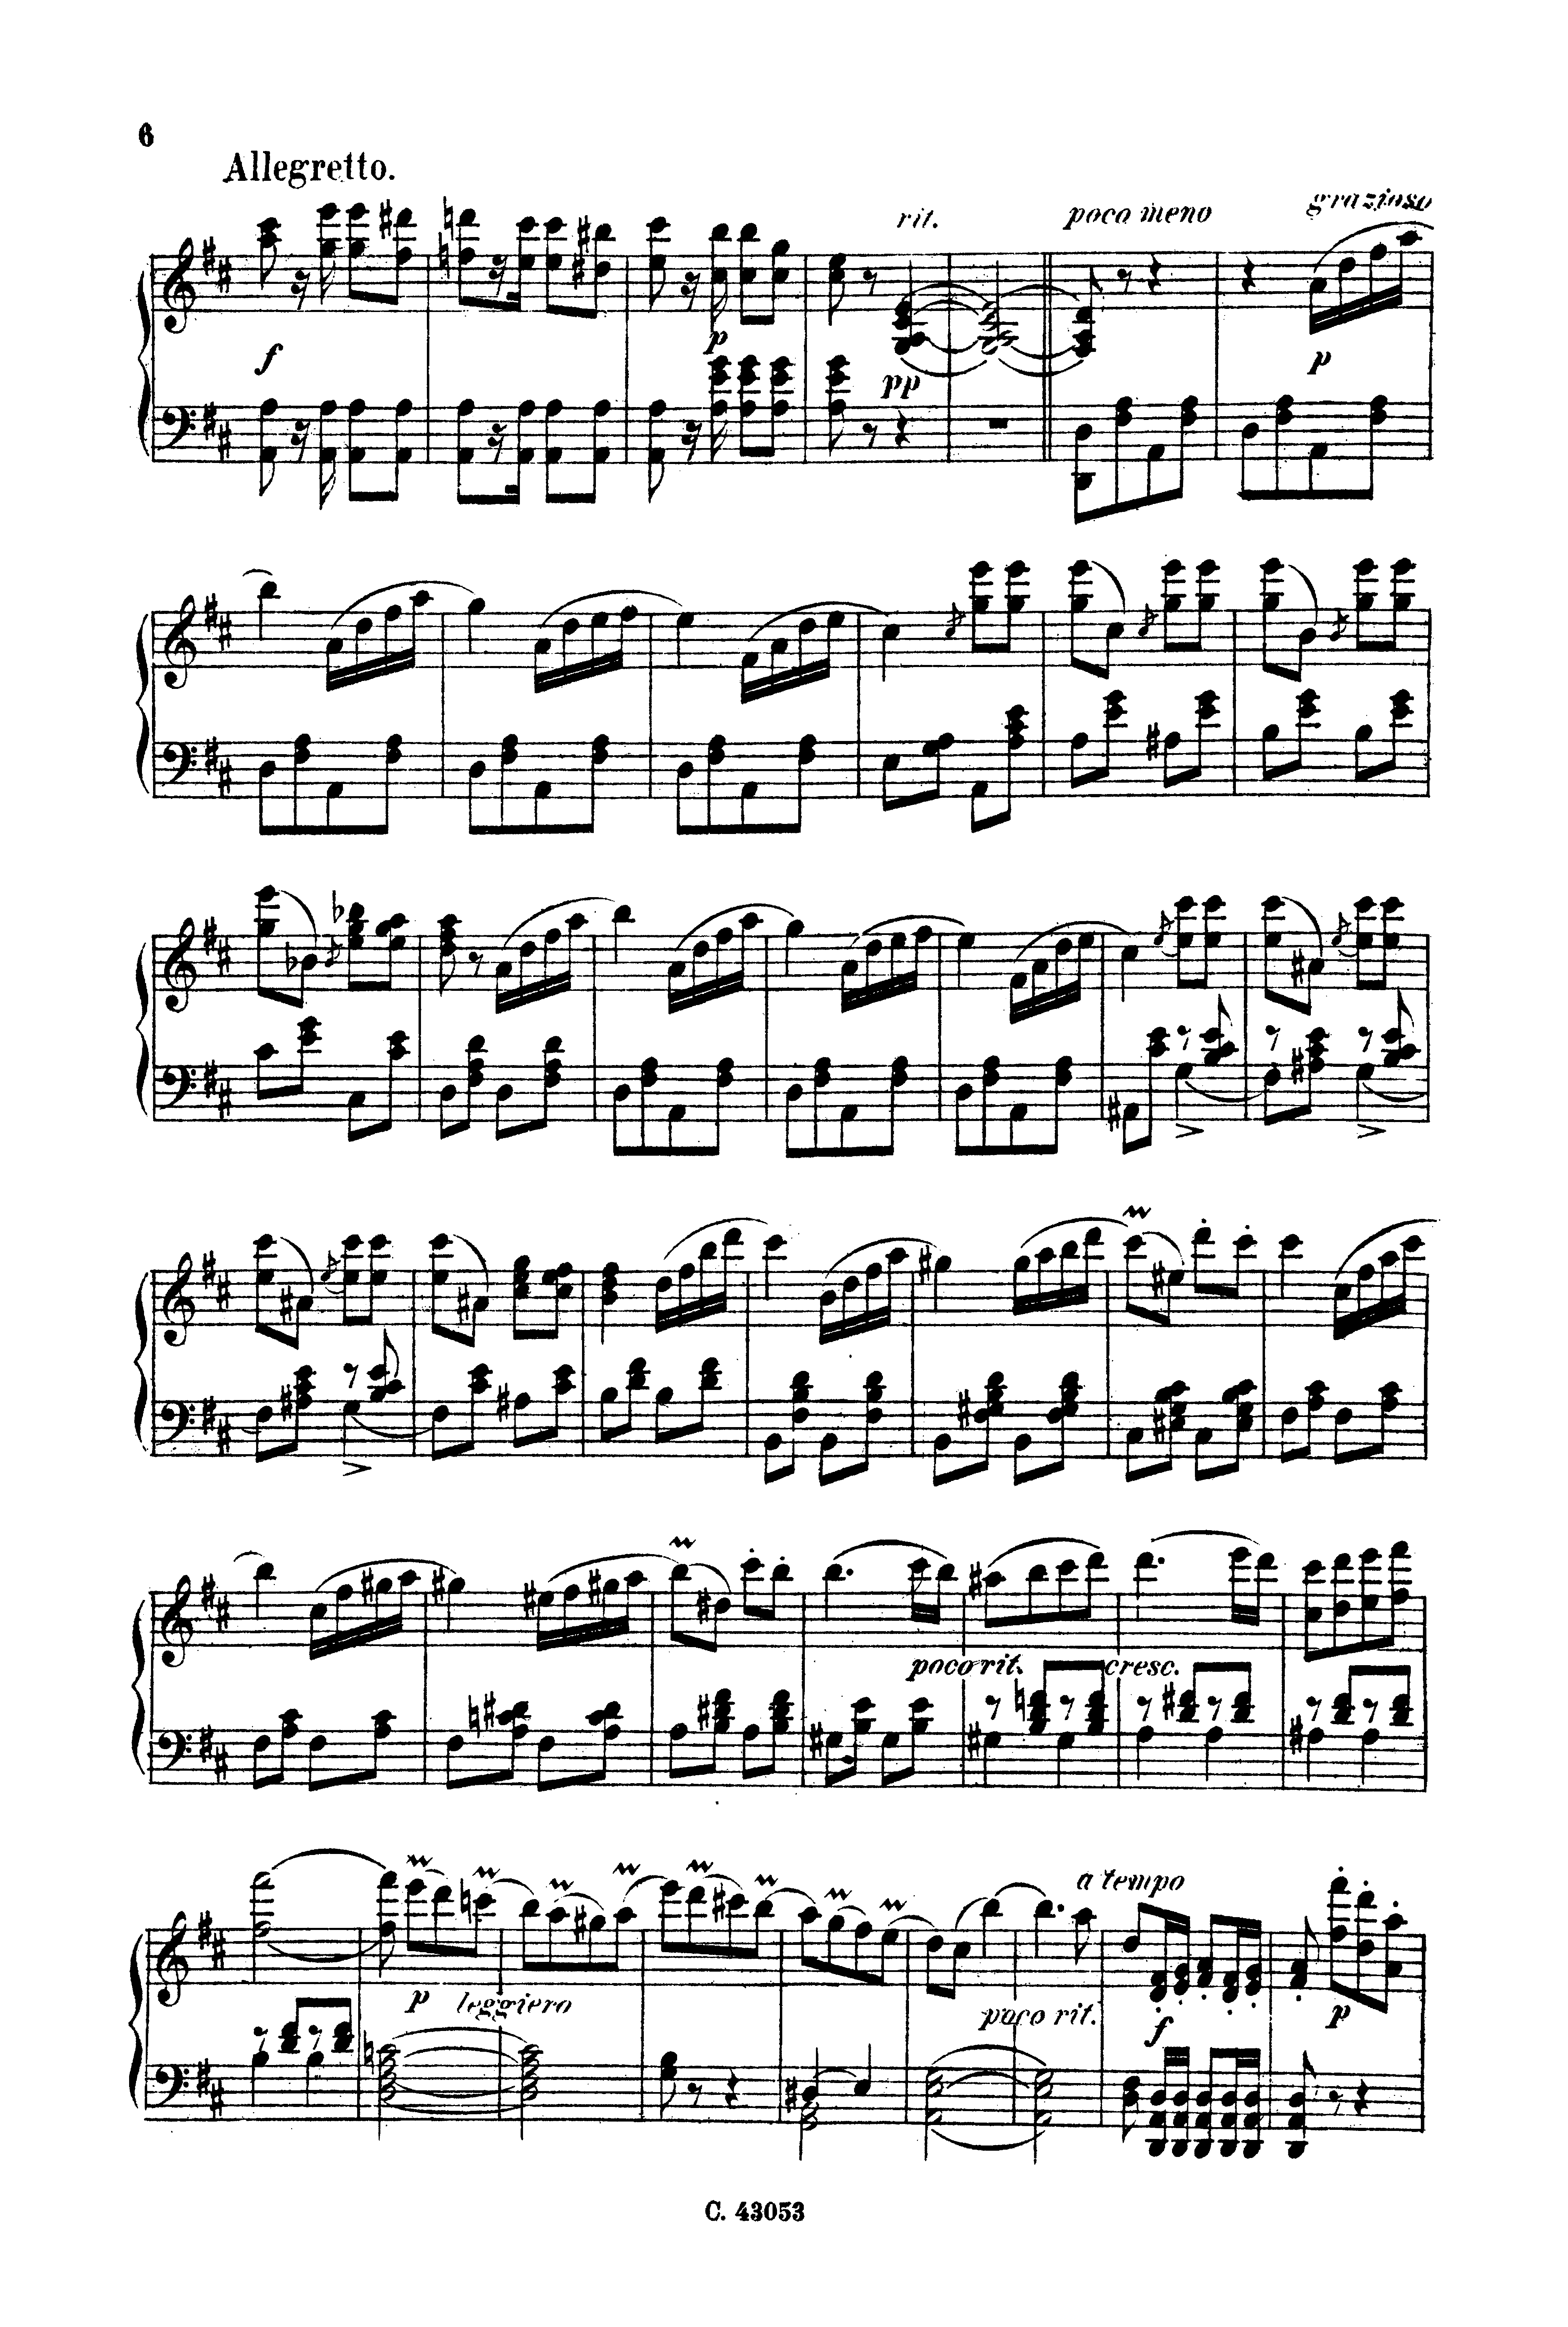 6
Allegretto.
rit.
poco meno
grazioso
f
p
pp
p
poco rit.
cresc.
a tempo
p
leggiero
poco rit.
f
p
C. 43053